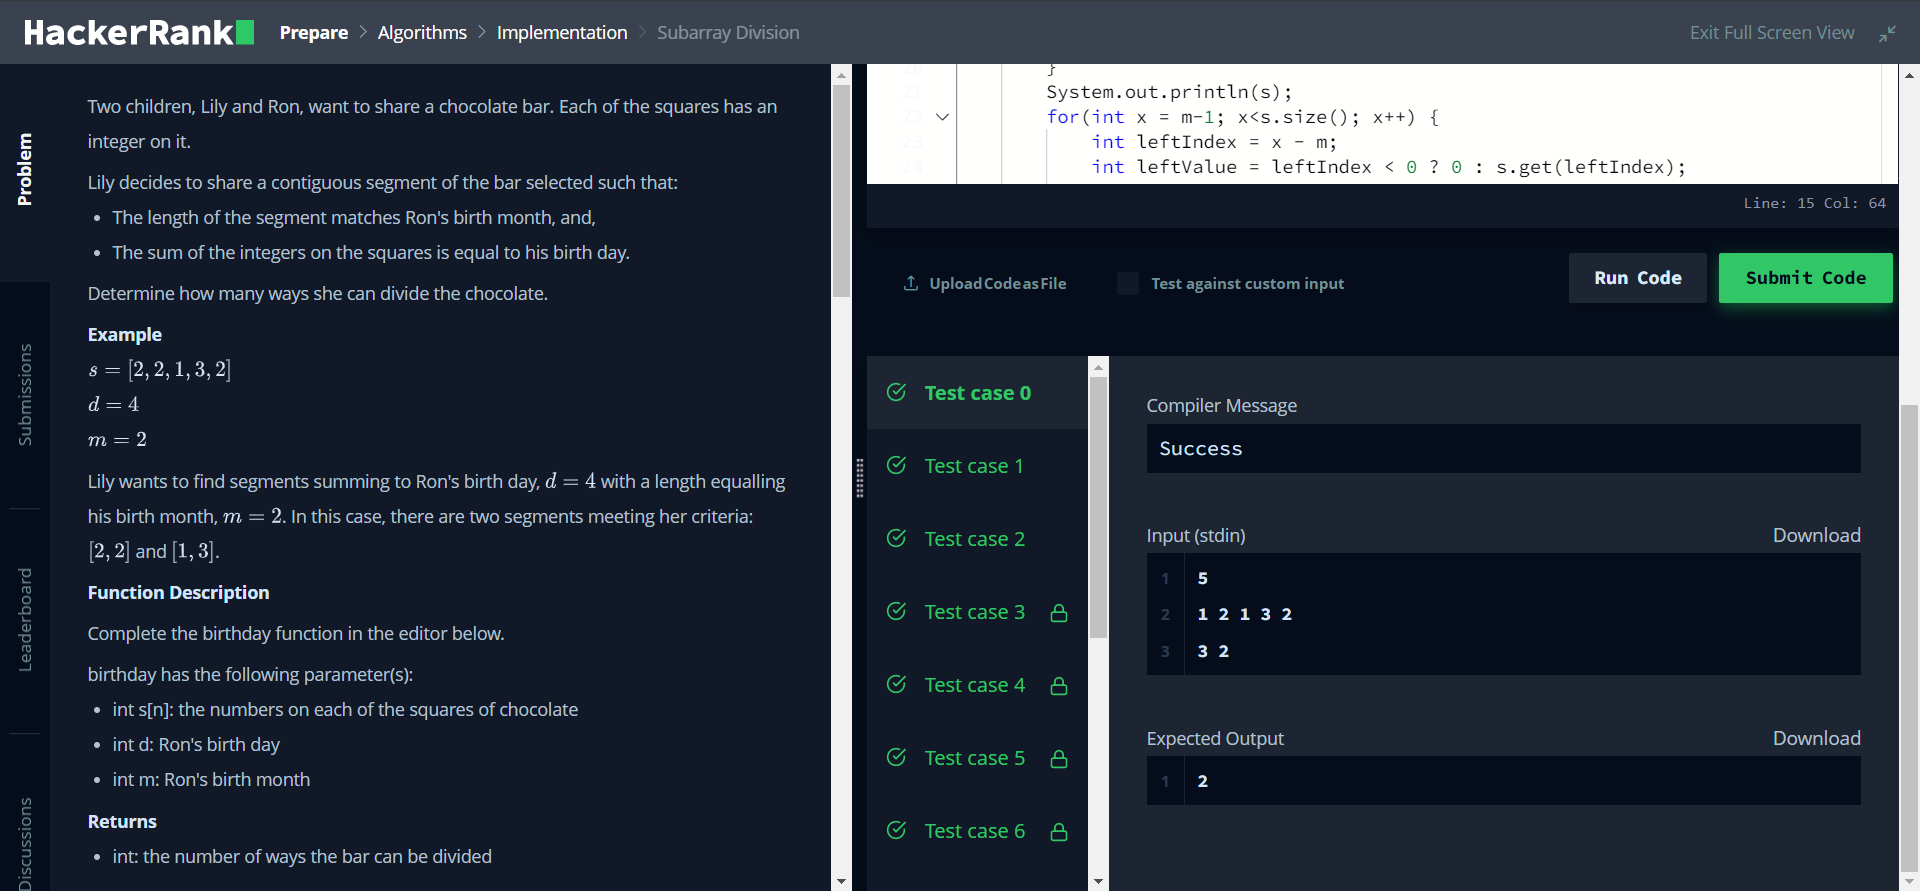 HackerRank
Prepare > Algorithms > Implementation > Subarray Division
Exit Full Screen View
Problem
Submissions
Leaderboard
Discussions
Two children, Lily and Ron, want to share a chocolate bar. Each of the squares has an
integer on it.
Lily decides to share a contiguous segment of the bar selected such that:
• The length of the segment matches Ron's birth month, and,
• The sum of the integers on the squares is equal to his birth day.
Determine how many ways she can divide the chocolate.
Example
s = [2, 2, 1, 3, 2]
d = 4
m = 2
Lily wants to find segments summing to Ron's birth day, d = 4 with a length equalling
his birth month, m = 2. In this case, there are two segments meeting her criteria:
[2, 2] and [1, 3].
Function Description
Complete the birthday function in the editor below.
birthday has the following parameter(s):
• int s[n]: the numbers on each of the squares of chocolate
• int d: Ron's birth day
• int m: Ron's birth month
Returns
• int: the number of ways the bar can be divided
20 }
21 System.out.println(s);
22 for(int x = m-1; x<s.size(); x++) {
23 int leftIndex = x - m;
24 int leftValue = leftIndex < 0 ? 0 : s.get(leftIndex);
Line: 15 Col: 64
Upload Code as File
Test against custom input
Run Code
Submit Code
Test case 0
Test case 1
Test case 2
Test case 3
Test case 4
Test case 5
Test case 6
Compiler Message
Success
Input (stdin)
Download
1 5
2 1 2 1 3 2
3 3 2
Expected Output
Download
1 2